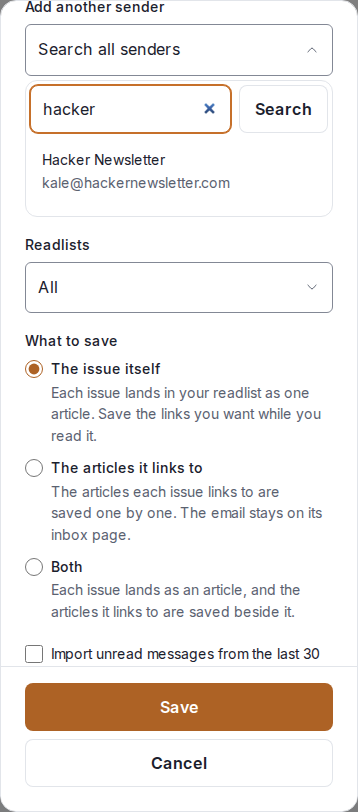 Add another sender
Search all senders
hacker
Search
Hacker Newsletter
kale@hackernewsletter.com
Readlists
All
What to save
The issue itself
Each issue lands in your readlist as one
article. Save the links you want while you
read it.
The articles it links to
The articles each issue links to are
saved one by one. The email stays on its
inbox page.
Both
Each issue lands as an article, and the
articles it links to are saved beside it.
Import unread messages from the last 30
Save
Cancel